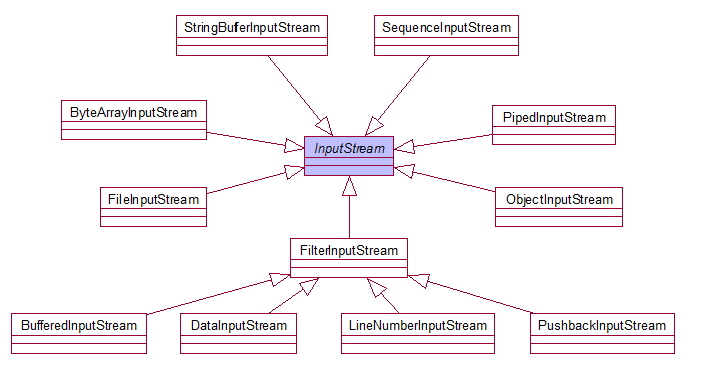 StringBufferInputStream
SequenceInputStream
ByteArrayInputStream
PipedInputStream
InputStream
FileInputStream
ObjectInputStream
FilterInputStream
BufferedInputStream
DataInputStream
LineNumberInputStream
PushbackInputStream